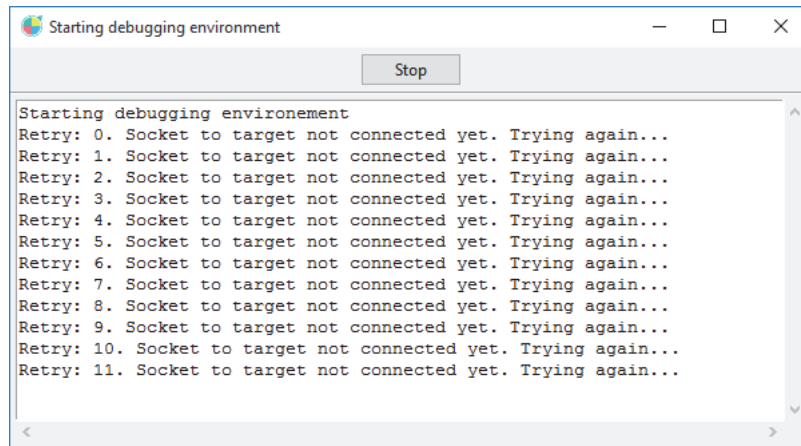 Starting debugging environment
Stop
Starting debugging environement
Retry: 0. Socket to target not connected yet. Trying again...
Retry: 1. Socket to target not connected yet. Trying again...
Retry: 2. Socket to target not connected yet. Trying again...
Retry: 3. Socket to target not connected yet. Trying again...
Retry: 4. Socket to target not connected yet. Trying again...
Retry: 5. Socket to target not connected yet. Trying again...
Retry: 6. Socket to target not connected yet. Trying again...
Retry: 7. Socket to target not connected yet. Trying again...
Retry: 8. Socket to target not connected yet. Trying again...
Retry: 9. Socket to target not connected yet. Trying again...
Retry: 10. Socket to target not connected yet. Trying again...
Retry: 11. Socket to target not connected yet. Trying again...